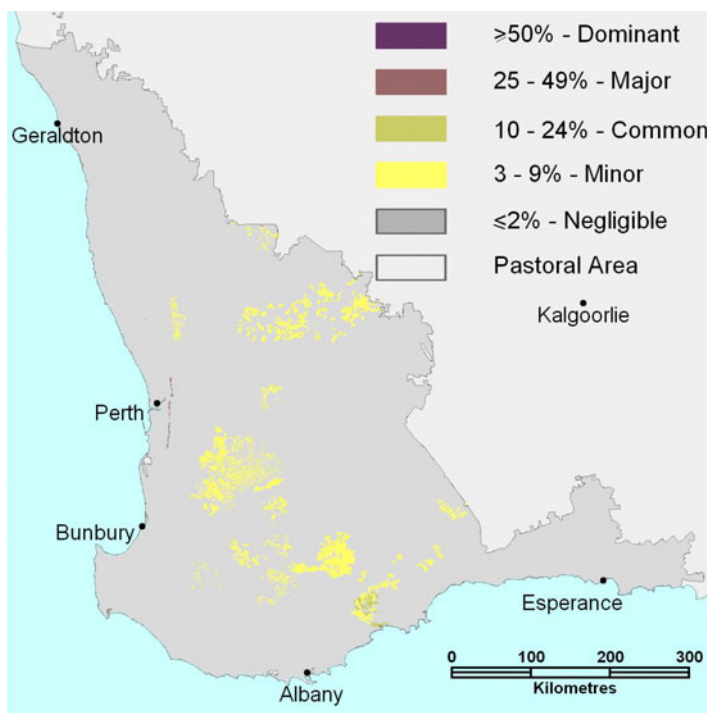 ⩾50% - Dominant
25 - 49% - Major
10 - 24% - Common
3 - 9% - Minor
⩽2% - Negligible
Pastoral Area
Geraldton
Kalgoorlie
Perth
Bunbury
Esperance
Albany
0 100 200 300
Kilometres